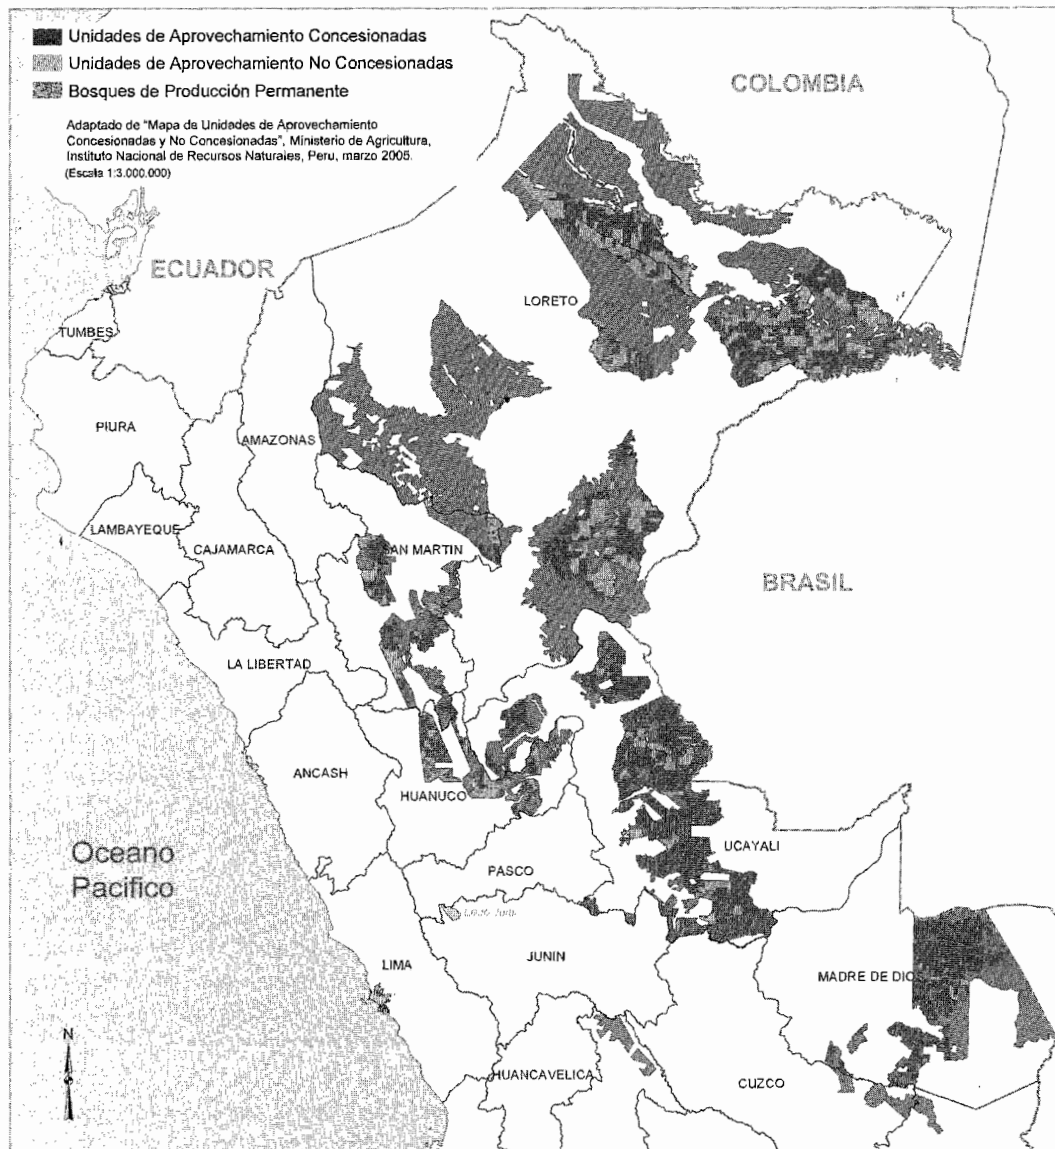 Unidades de Aprovechamiento Concesionadas
Unidades de Aprovechamiento No Concesionadas
Bosques de Producción Permanente
Adaptado de "Mapa de Unidades de Aprovechamiento
Concesionadas y No Concesionadas", Ministerio de Agricultura,
Instituto Nacional de Recursos Naturales, Peru, marzo 2005.
(Escala 1:3.000.000)
COLOMBIA
ECUADOR
LORETO
TUMBES
PIURA
AMAZONAS
LAMBAYEQUE
CAJAMARCA
SAN MARTIN
BRASIL
LA LIBERTAD
ANCASH
HUANUCO
UCAYALI
Oceano
Pacifico
PASCO
LIMA
JUNIN
MADRE DE DIOS
N
HUANCAVELICA
CUZCO